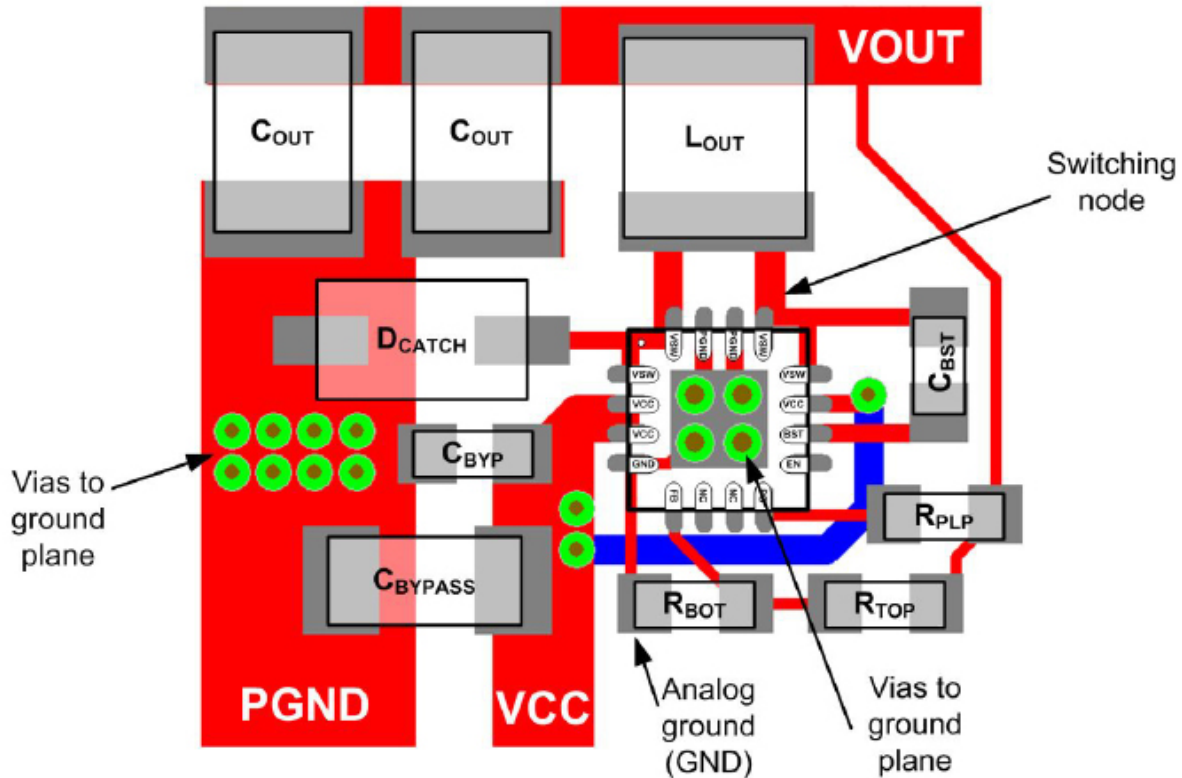 VOUT
COUT
COUT
LOUT
Switching
node
DCATCH
CBST
VSW
PGND
PGND
VSW
VSW
VCC
VCC
GND
VSW
VCC
BST
EN
FB
NC
NC
CBYP
Vias to
ground
plane
RPLP
CBYPASS
RBOT
RTOP
PGND
VCC
Analog
ground
(GND)
Vias to
ground
plane